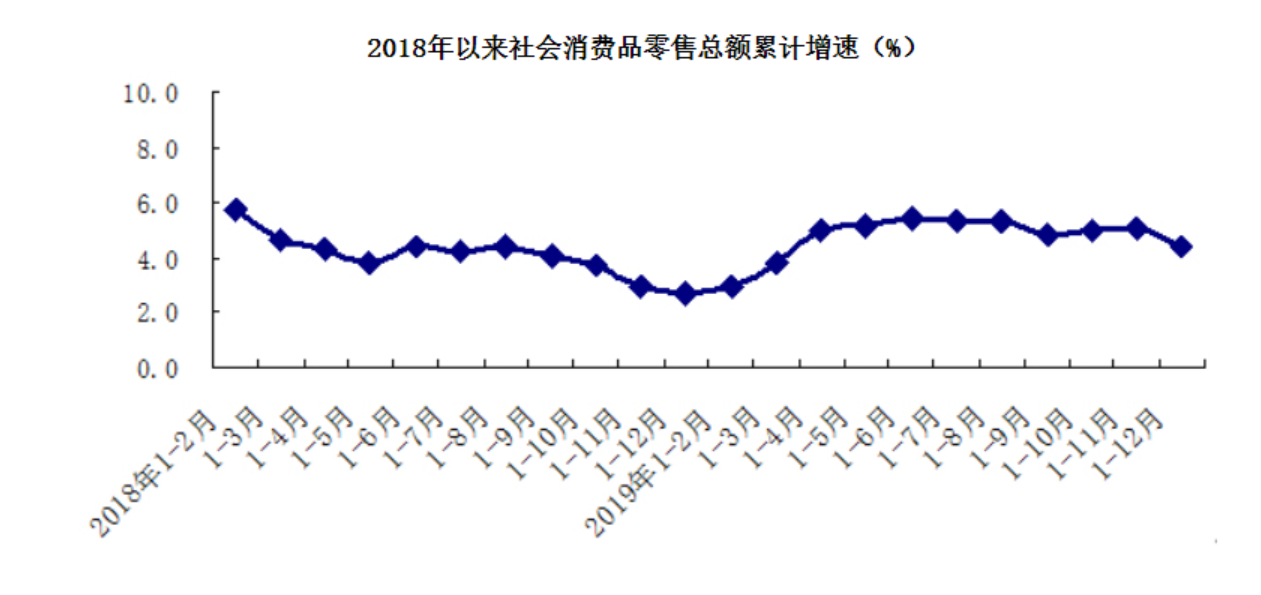 2018年以来社会消费品零售总额累计增速（%）
10.0
8.0
6.0
4.0
2.0
0.0
2018年1-2月
1-3月
1-4月
1-5月
1-6月
1-7月
1-8月
1-9月
1-10月
1-11月
1-12月
2019年1-2月
1-3月
1-4月
1-5月
1-6月
1-7月
1-8月
1-9月
1-10月
1-11月
1-12月